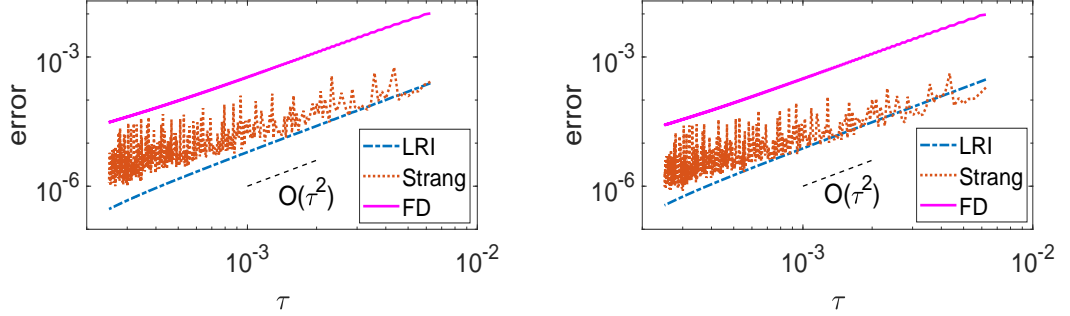 error
10^-3
10^-6
LRI
Strang
FD
O(τ^2)
10^-3
10^-2
τ
error
10^-3
10^-6
LRI
Strang
FD
O(τ^2)
10^-3
10^-2
τ